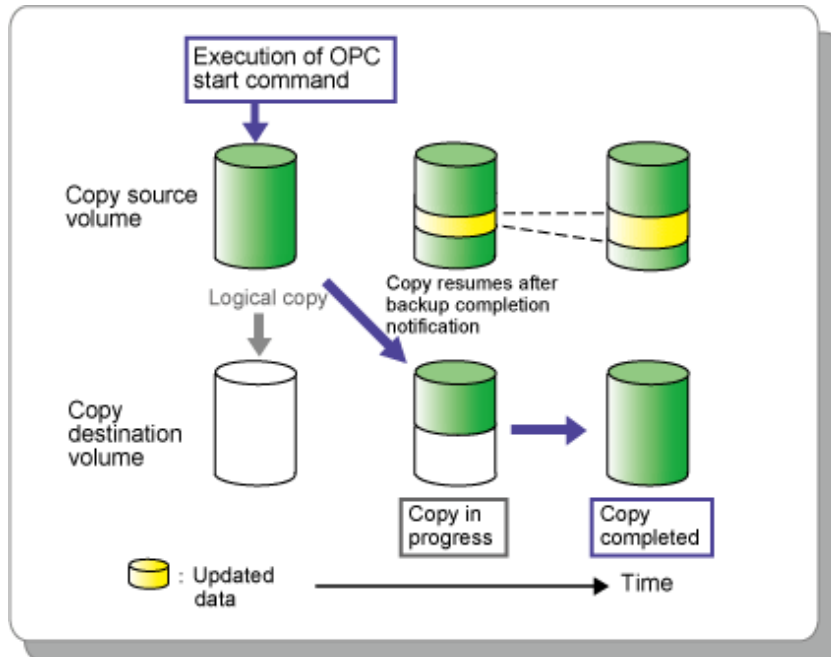 Execution of OPC
start command
Copy source
volume
Logical copy
Copy resumes after
backup completion
notification
Copy
destination
volume
Copy in
progress
Copy
completed
: Updated
data
Time